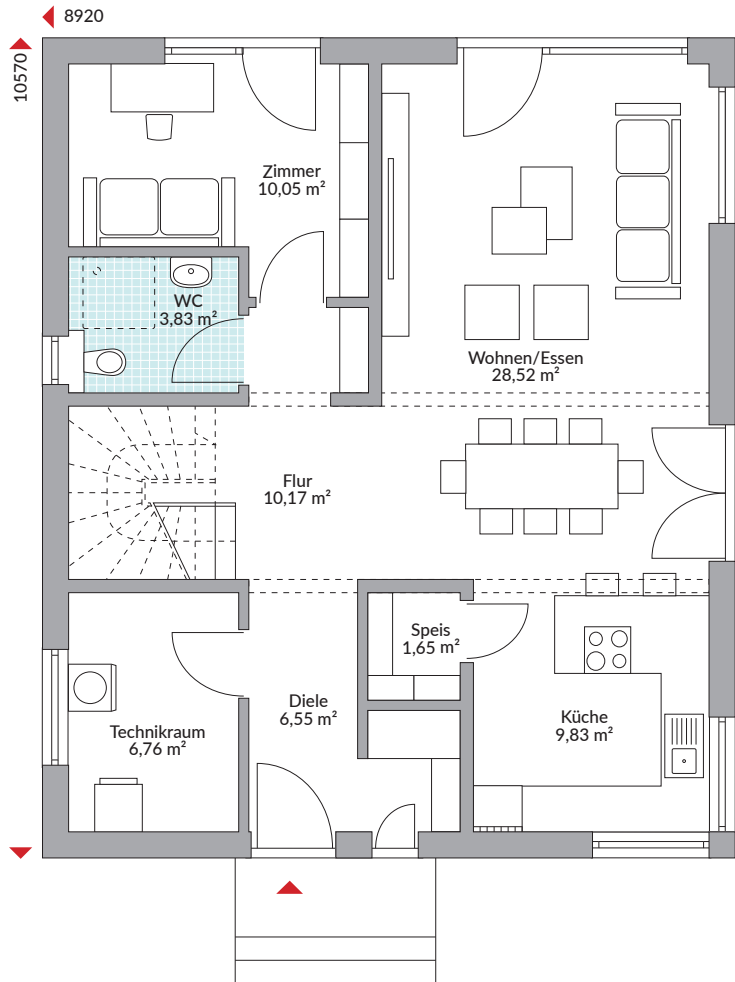 8920
10570
Zimmer
10,05 m²
WC
3,83 m²
Wohnen/Essen
28,52 m²
Flur
10,17 m²
Speis
1,65 m²
Diele
6,55 m²
Küche
9,83 m²
Technikraum
6,76 m²